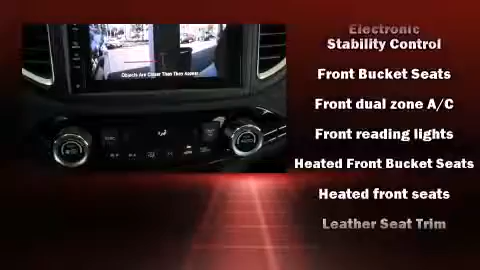 Objects Are Closer Than They Appear
Electronic
Stability Control
Front Bucket Seats
Front dual zone A/C
Front reading lights
Heated Front Bucket Seats
Heated front seats
Leather Seat Trim